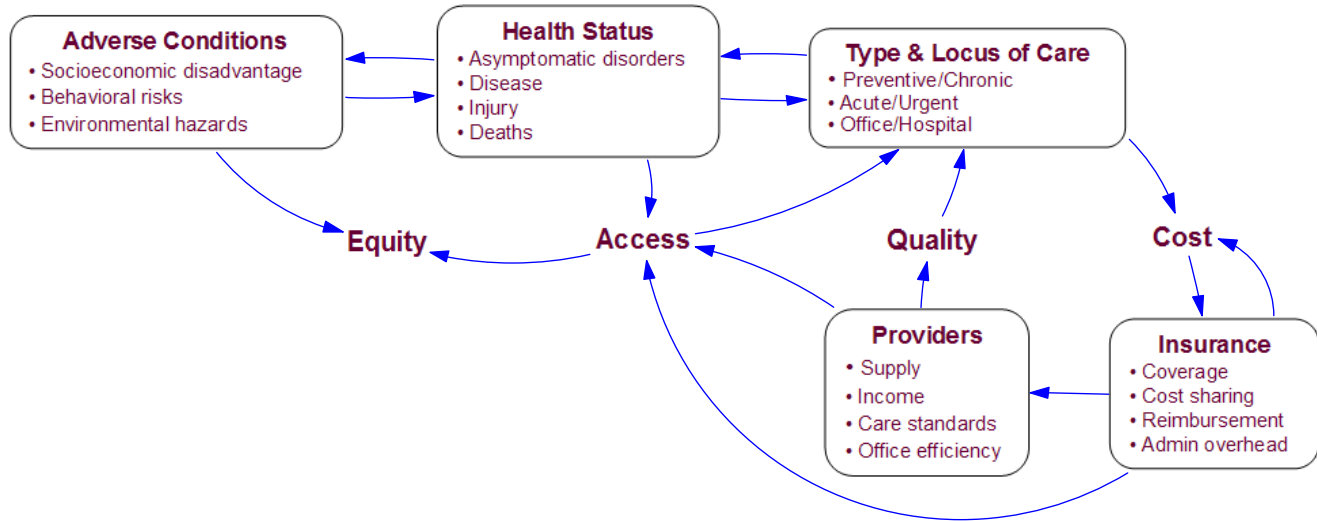 Adverse Conditions
• Socioeconomic disadvantage
• Behavioral risks
• Environmental hazards
Health Status
• Asymptomatic disorders
• Disease
• Injury
• Deaths
Type & Locus of Care
• Preventive/Chronic
• Acute/Urgent
• Office/Hospital
Equity
Access
Quality
Cost
Providers
• Supply
• Income
• Care standards
• Office efficiency
Insurance
• Coverage
• Cost sharing
• Reimbursement
• Admin overhead